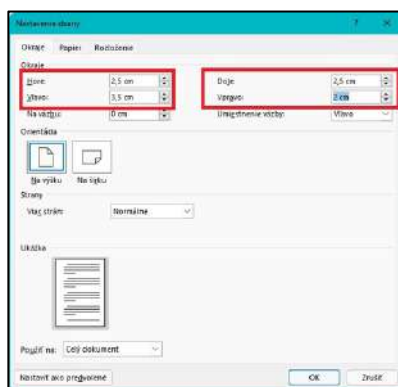 Nastavenie strany ? ×
Okraje Papier Rozloženie
Okraje
Hore: 2,5 cm Dole: 2,5 cm
Vľavo: 3,5 cm Vpravo: 2 cm
Na väzbu: 0 cm Umiestnenie väzby: Vľavo
Orientácia
Na výšku Na šírku
Strany
Viac strán: Normálne
Ukážka
Použiť na: Celý dokument
Nastaviť ako predvolené OK Zrušiť